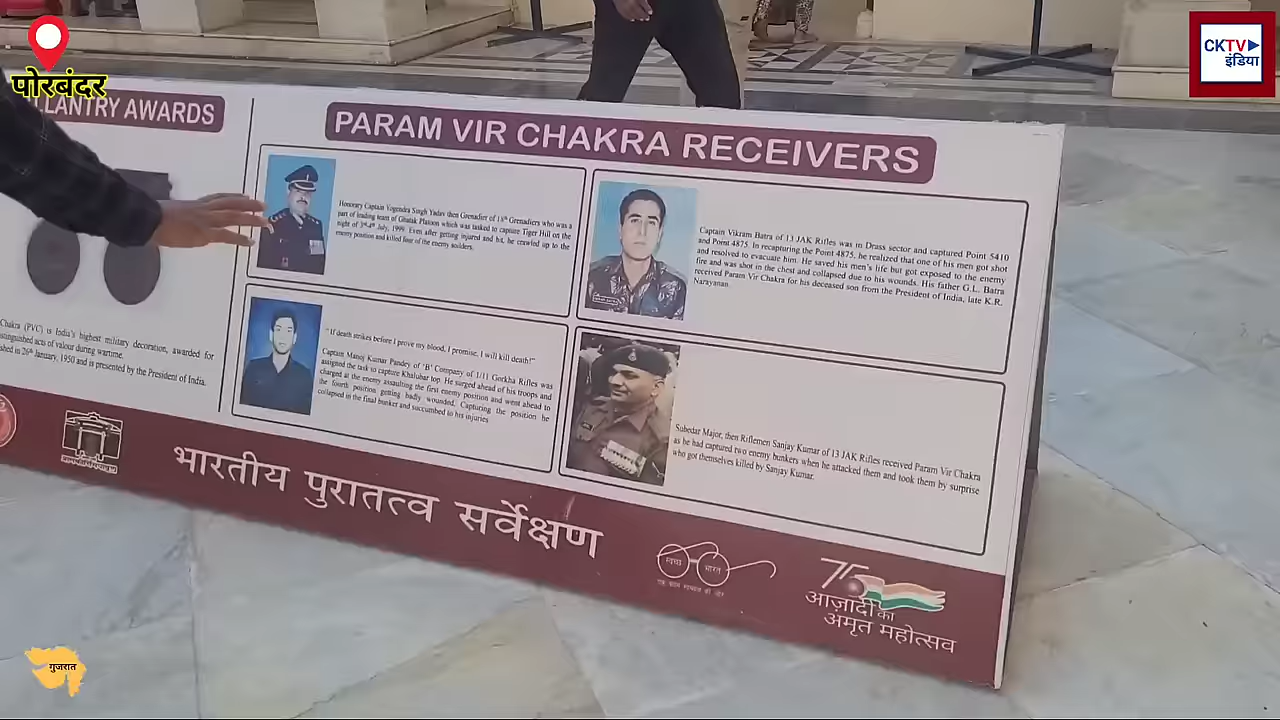 पोरबंदर
CKTV
इंडिया
LLANTRY AWARDS
PARAM VIR CHAKRA RECEIVERS
Honorary Captain Yogendra Singh Yadav then Grenadier of 18th Grenadiers who was a
part of leading team of Ghatak Platoon which was tasked to capture Tiger Hill on the
night of 3rd-4th July, 1999. Even after getting injured and hit, he crawled up to the
enemy position and killed four of the enemy soldiers.
Captain Vikram Batra of 13 JAK Rifles was in Drass sector and captured Point 5410
and Point 4875. In recapturing the Point 4875, he realized that one of his men got shot
and resolved to evacuate him. He saved his men's life but got exposed to the enemy
fire and was shot in the chest and collapsed due to his wounds. His father G.L. Batra
received Param Vir Chakra for his deceased son from the President of India, late K.R.
Narayanan.
"If death strikes before I prove my blood, I promise, I will kill death!"
Captain Manoj Kumar Pandey of 'B' Company of 1/11 Gorkha Rifles was
assigned the task to capture Khalubar top. He surged ahead of his troops and
charged at the enemy assaulting the first enemy position and went ahead to
the fourth position getting badly wounded. Capturing the position he
collapsed in the final bunker and succumbed to his injuries
Subedar Major, then Riflemen Sanjay Kumar of 13 JAK Rifles received Param Vir Chakra
as he had captured two enemy bunkers when he attacked them and took them by surprise
who got themselves killed by Sanjay Kumar.
Chakra (PVC) is India's highest military decoration, awarded for
stinguished acts of valour during wartime.
shed in 26th January, 1950 and is presented by the President of India.
भारतीय पुरातत्व सर्वेक्षण
स्वच्छ भारत
एक कदम स्वच्छता की ओर
75
आज़ादी का
अमृत महोत्सव
गुजरात